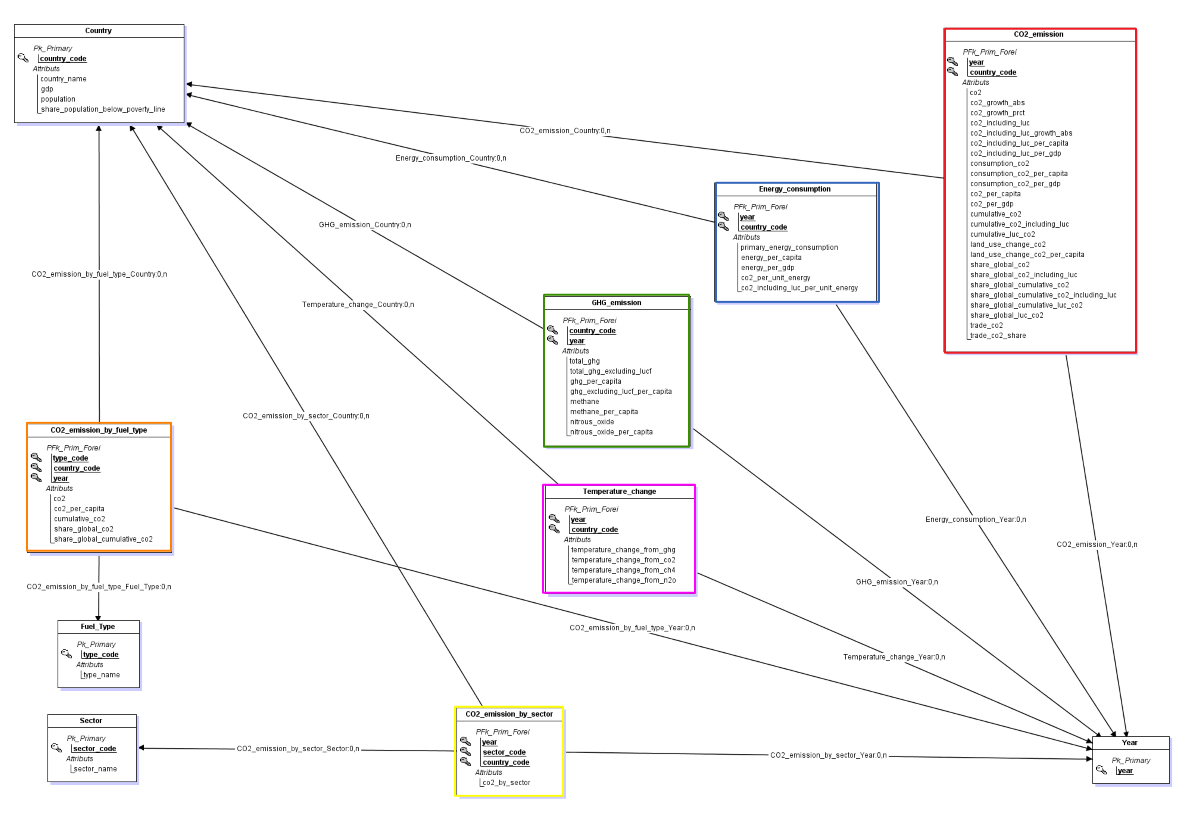 Country
Pk_Primary
country_code
Attributs
country_name
gdp
population
share_population_below_poverty_line
CO2_emission
PFk_Prim_Forei
year
country_code
Attributs
co2
co2_growth_abs
co2_growth_prct
co2_including_luc
co2_including_luc_growth_abs
co2_including_luc_per_capita
co2_including_luc_per_gdp
consumption_co2
consumption_co2_per_capita
consumption_co2_per_gdp
co2_per_capita
co2_per_gdp
cumulative_co2
cumulative_co2_including_luc
cumulative_luc_co2
land_use_change_co2
land_use_change_co2_per_capita
share_global_co2
share_global_co2_including_luc
share_global_cumulative_co2
share_global_cumulative_co2_including_luc
share_global_cumulative_luc_co2
share_global_luc_co2
trade_co2
trade_co2_share
CO2_emission_Country:0,n
Energy_consumption_Country:0,n
Energy_consumption
PFk_Prim_Forei
year
country_code
Attributs
primary_energy_consumption
energy_per_capita
energy_per_gdp
co2_per_unit_energy
co2_including_luc_per_unit_energy
GHG_emission_Country:0,n
CO2_emission_by_fuel_type_Country:0,n
Temperature_change_Country:0,n
GHG_emission
PFk_Prim_Forei
country_code
year
Attributs
total_ghg
total_ghg_excluding_lucf
ghg_per_capita
ghg_excluding_lucf_per_capita
methane
methane_per_capita
nitrous_oxide
nitrous_oxide_per_capita
CO2_emission_by_sector_Country:0,n
CO2_emission_by_fuel_type
PFk_Prim_Forei
type_code
country_code
year
Attributs
co2
co2_per_capita
cumulative_co2
share_global_co2
share_global_cumulative_co2
Temperature_change
PFk_Prim_Forei
year
country_code
Attributs
temperature_change_from_ghg
temperature_change_from_co2
temperature_change_from_ch4
temperature_change_from_n2o
Energy_consumption_Year:0,n
CO2_emission_Year:0,n
GHG_emission_Year:0,n
CO2_emission_by_fuel_type_Fuel_Type:0,n
CO2_emission_by_fuel_type_Year:0,n
Temperature_change_Year:0,n
Fuel_Type
Pk_Primary
type_code
Attributs
type_name
Sector
Pk_Primary
sector_code
Attributs
sector_name
CO2_emission_by_sector_Sector:0,n
CO2_emission_by_sector
PFk_Prim_Forei
year
sector_code
country_code
Attributs
co2_by_sector
CO2_emission_by_sector_Year:0,n
Year
Pk_Primary
year